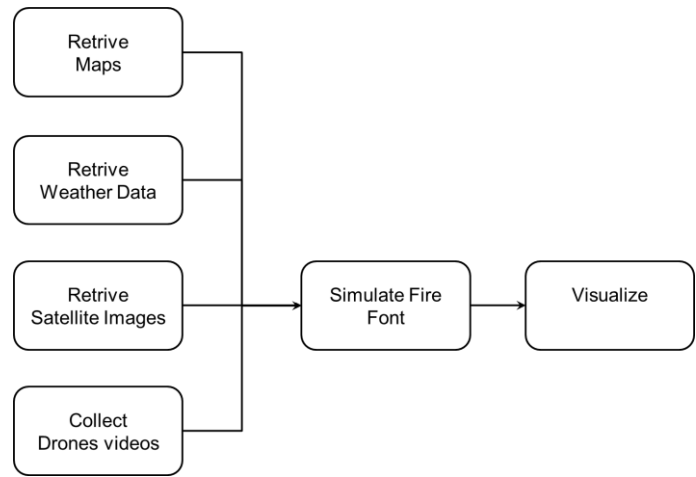 Retrive
Maps
Retrive
Weather Data
Retrive
Satellite Images
Simulate Fire
Font
Visualize
Collect
Drones videos